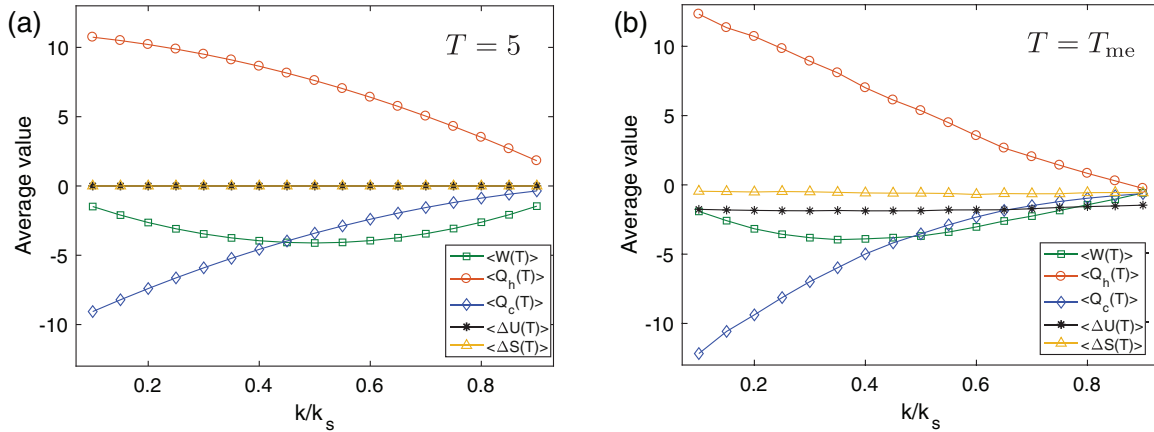 (a)
T = 5
10
5
0
-5
-10
Average value
0.2 0.4 0.6 0.8
k/k_s
<W(T)>
<Q_h(T)>
<Q_c(T)>
<ΔU(T)>
<ΔS(T)>
(b)
T = T_me
10
5
0
-5
-10
Average value
0.2 0.4 0.6 0.8
k/k_s
<W(T)>
<Q_h(T)>
<Q_c(T)>
<ΔU(T)>
<ΔS(T)>